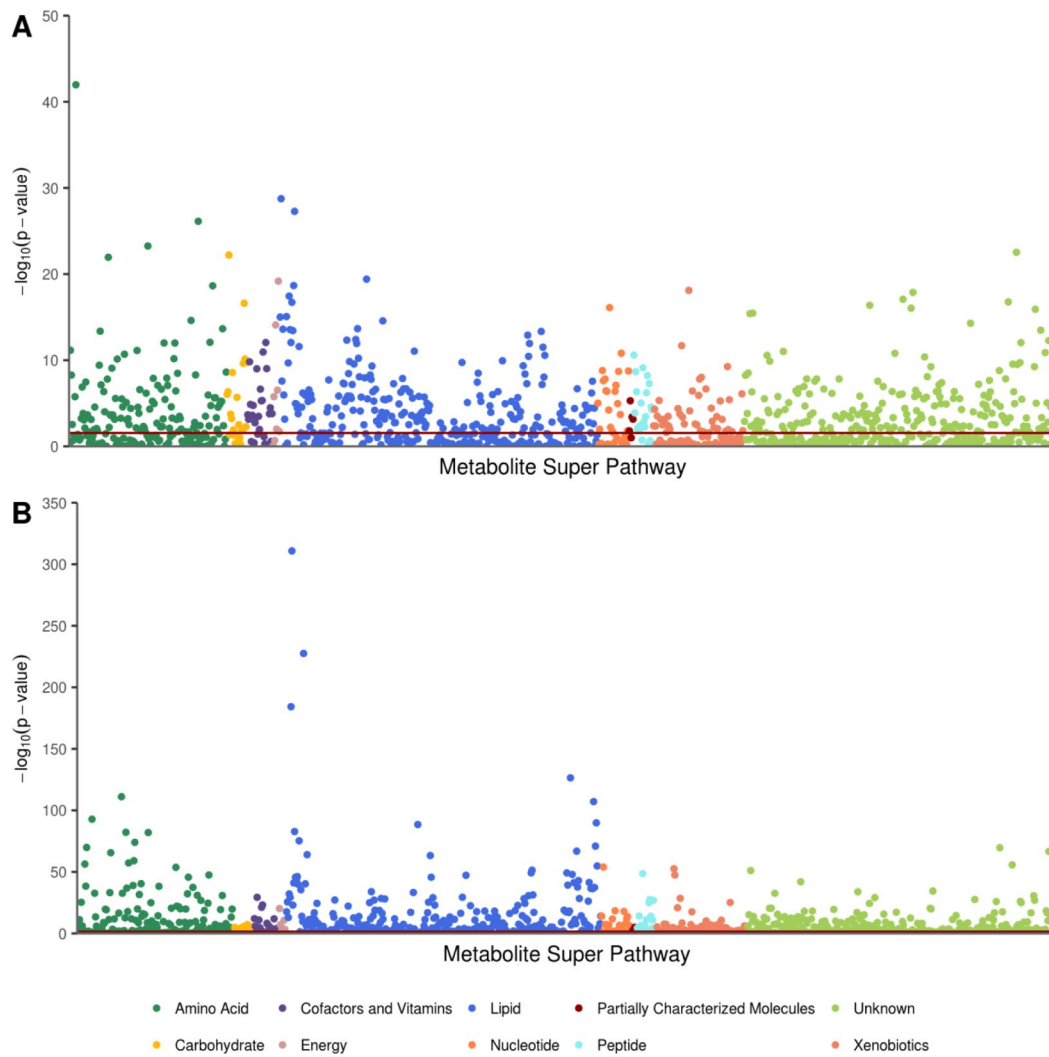 A
50
40
30
20
10
0
−log₁₀(p−value)
Metabolite Super Pathway
B
350
300
250
200
150
100
50
0
−log₁₀(p−value)
Metabolite Super Pathway
Amino Acid Cofactors and Vitamins Lipid Partially Characterized Molecules Unknown
Carbohydrate Energy Nucleotide Peptide Xenobiotics